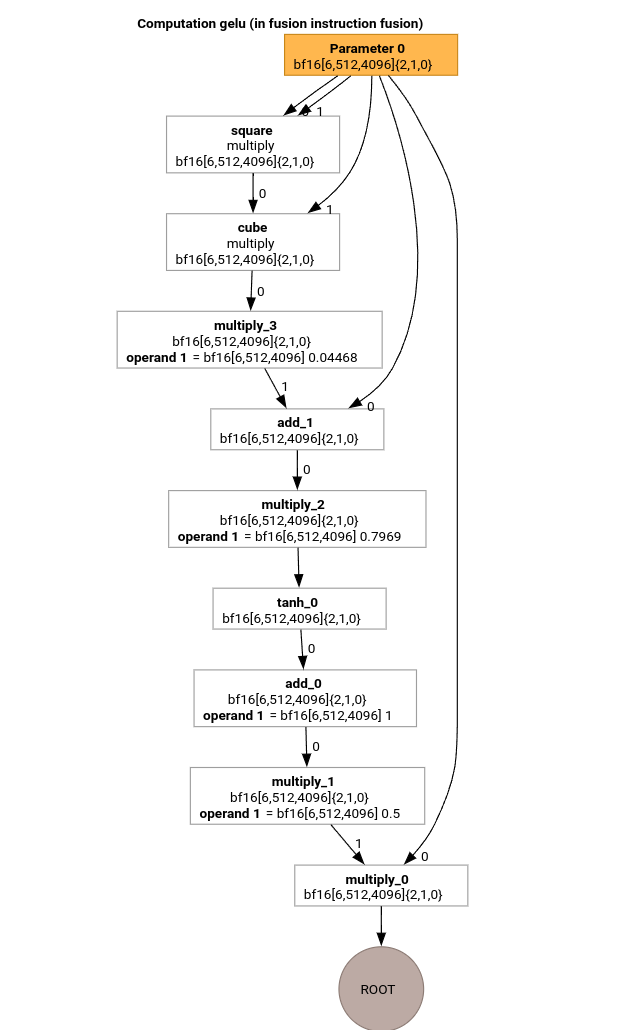 Computation gelu (in fusion instruction fusion)
Parameter 0
bf16[6,512,4096]{2,1,0}
0 1
square
multiply
bf16[6,512,4096]{2,1,0}
0
1
cube
multiply
bf16[6,512,4096]{2,1,0}
0
multiply_3
bf16[6,512,4096]{2,1,0}
operand 1 = bf16[6,512,4096] 0.04468
1
0
add_1
bf16[6,512,4096]{2,1,0}
0
multiply_2
bf16[6,512,4096]{2,1,0}
operand 1 = bf16[6,512,4096] 0.7969
tanh_0
bf16[6,512,4096]{2,1,0}
0
add_0
bf16[6,512,4096]{2,1,0}
operand 1 = bf16[6,512,4096] 1
0
multiply_1
bf16[6,512,4096]{2,1,0}
operand 1 = bf16[6,512,4096] 0.5
1
0
multiply_0
bf16[6,512,4096]{2,1,0}
ROOT